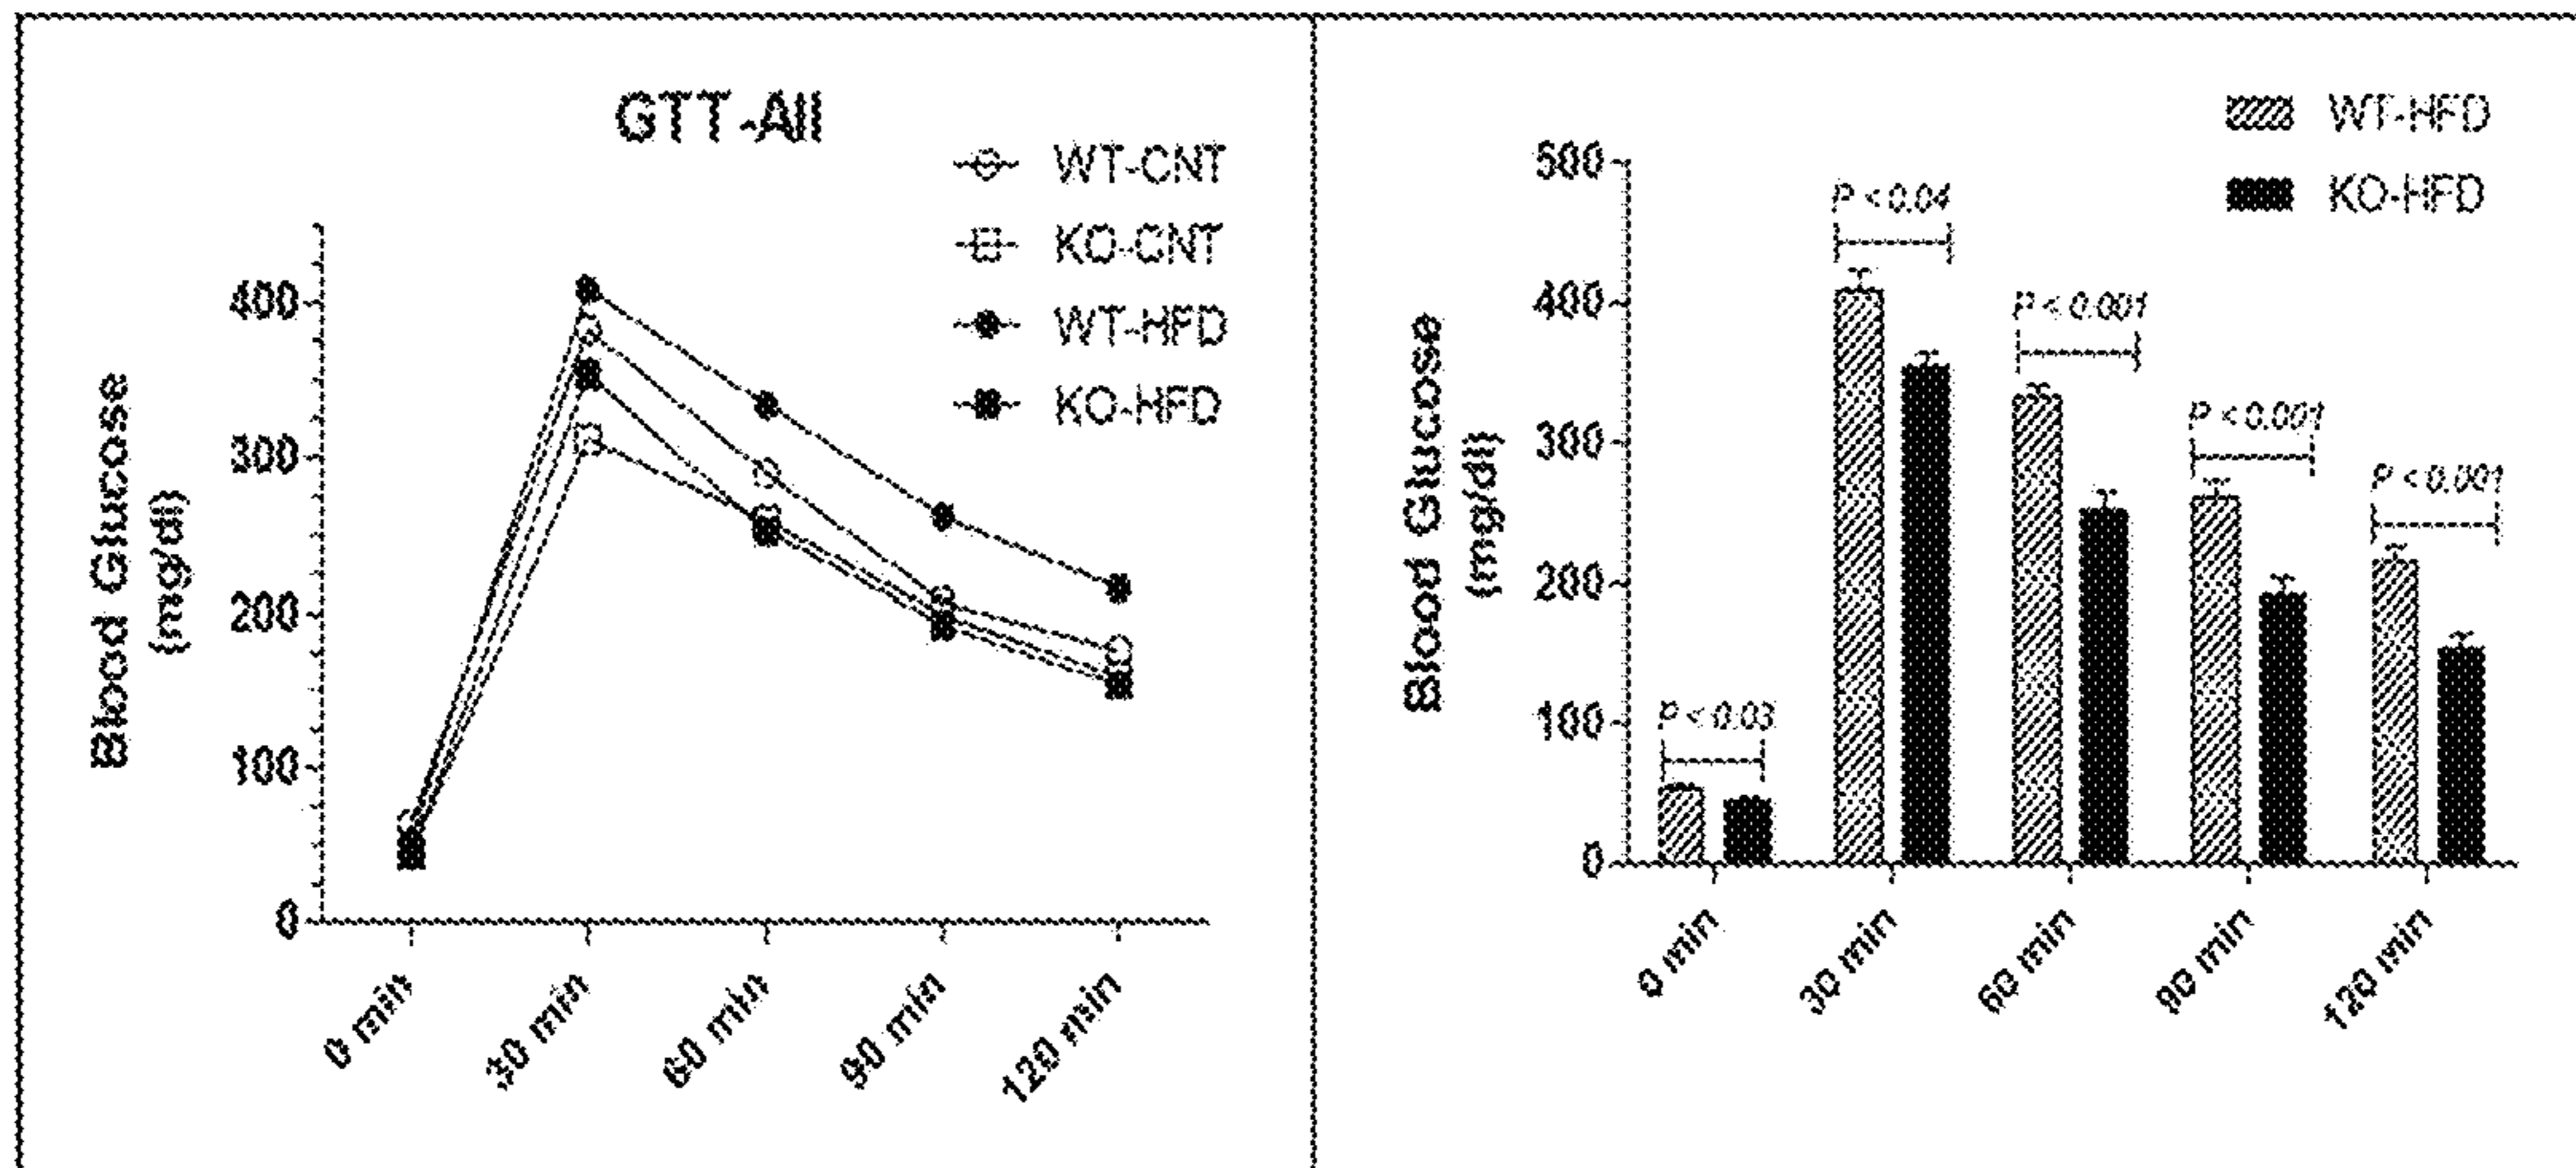 GTT-All
WT-CNT
KO-CNT
WT-HFD
KO-HFD
Blood Glucose
(mg/dl)
400
300
200
100
0
0 min
30 min
60 min
90 min
120 min
WT-HFD
KO-HFD
Blood Glucose
(mg/dl)
500
400
300
200
100
0
P < 0.03
P < 0.04
P < 0.001
P < 0.001
P < 0.001
0 min
30 min
60 min
90 min
120 min